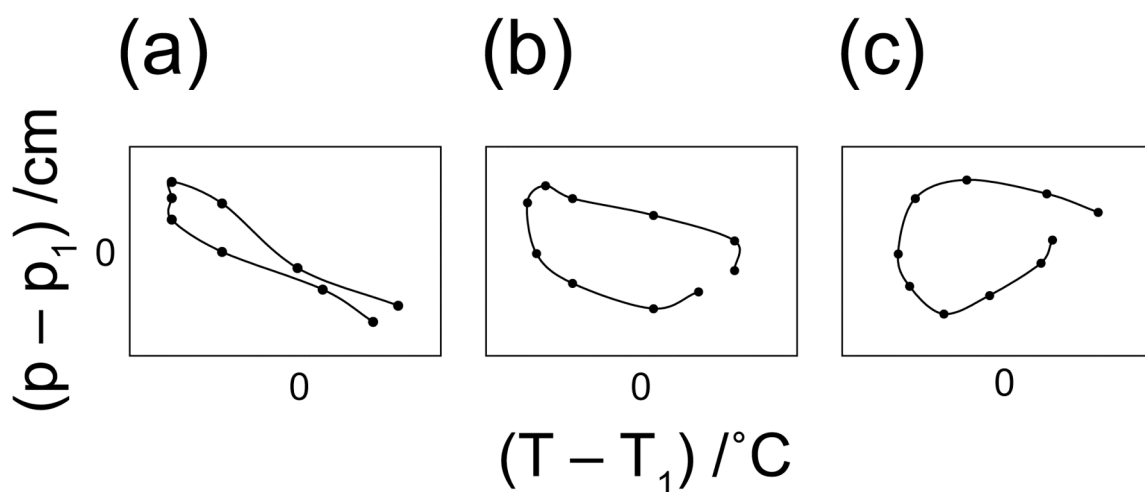 (a) (b) (c)
(p – p₁) /cm
0
0 0 0
(T – T₁) /˚C